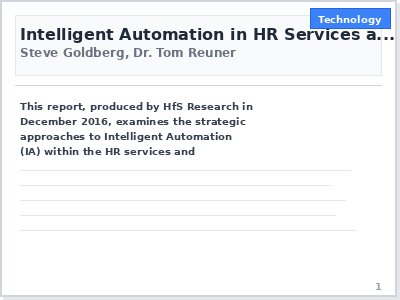 Technology
Intelligent Automation in HR Services a...
Steve Goldberg, Dr. Tom Reuner
This report, produced by HfS Research in
December 2016, examines the strategic
approaches to Intelligent Automation
(IA) within the HR services and
1